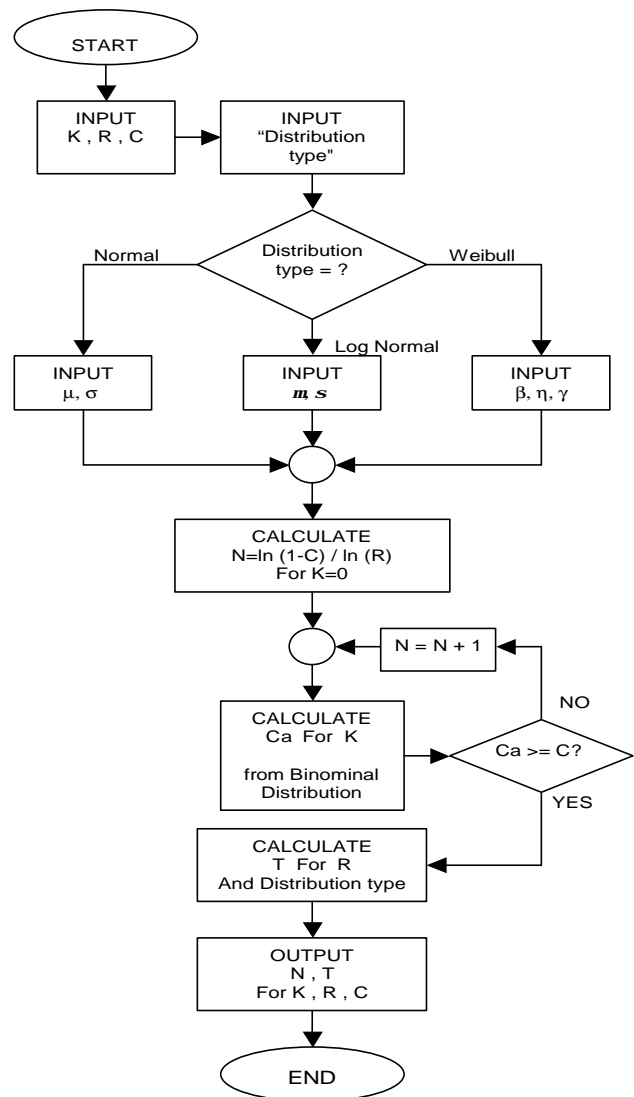 START
INPUT
K , R , C
INPUT
“Distribution
type"
Distribution
type = ?
Normal
Weibull
Log Normal
INPUT
μ, σ
INPUT
m, s
INPUT
β, η, γ
CALCULATE
N=ln (1-C) / ln (R)
For K=0
N = N + 1
NO
CALCULATE
Ca For K
from Binominal
Distribution
Ca >= C?
YES
CALCULATE
T For R
And Distribution type
OUTPUT
N , T
For K , R , C
END